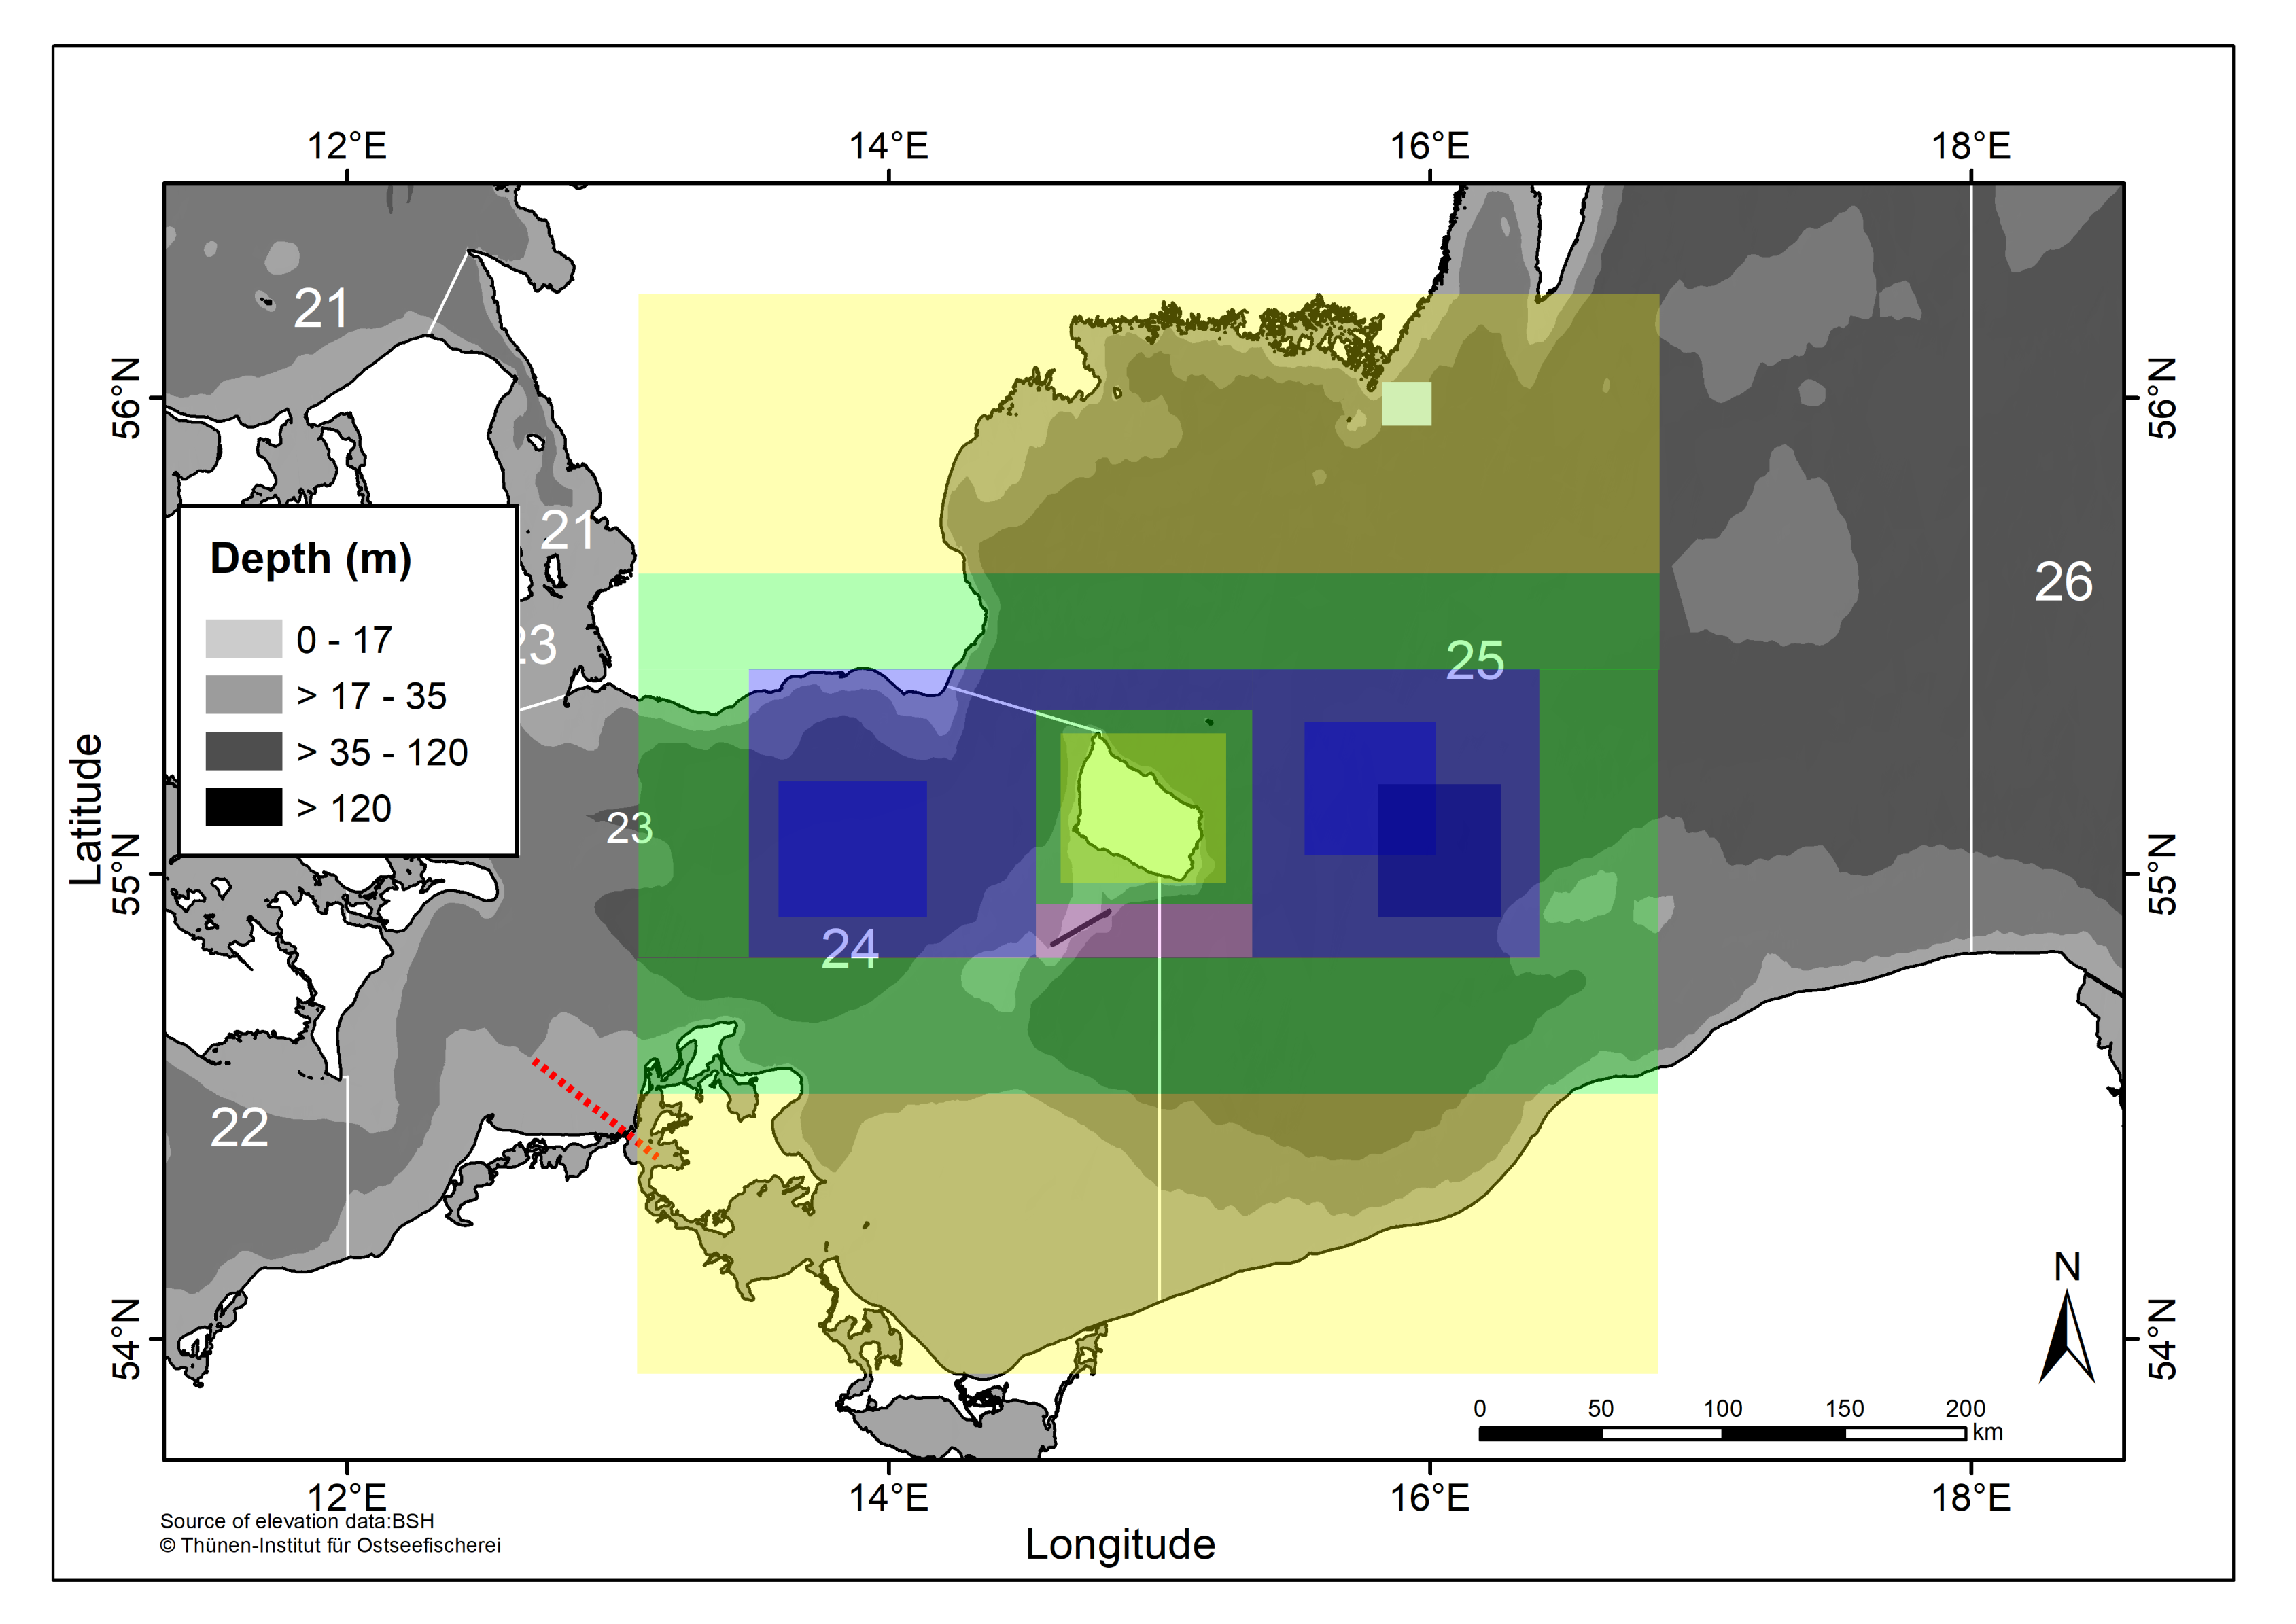 12°E 14°E 16°E 18°E
21
56°N 56°N
21
Depth (m)
0 - 17
> 17 - 35
> 35 - 120
> 120
26
23
25
Latitude
23
55°N 55°N
24
22
N
54°N 54°N
0 50 100 150 200
km
12°E 14°E 16°E 18°E
Source of elevation data:BSH
© Thünen-Institut für Ostseefischerei
Longitude